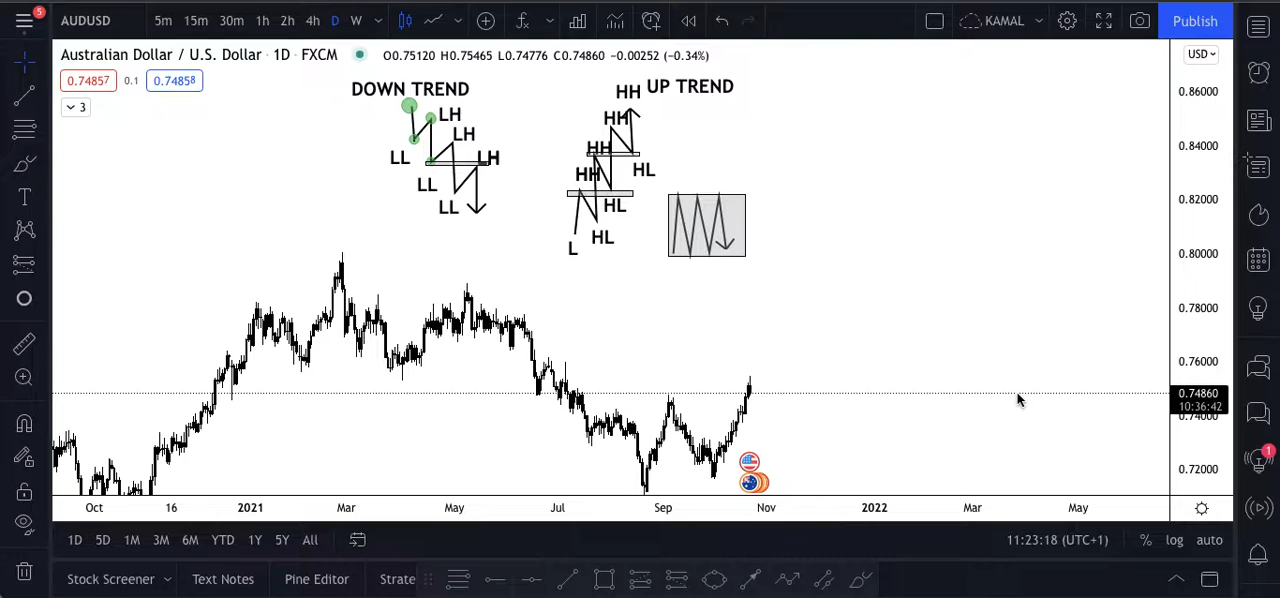 5
AUDUSD 5m 15m 30m 1h 2h 4h D W KAMAL Publish
Australian Dollar / U.S. Dollar · 1D · FXCM O0.75120 H0.75465 L0.74776 C0.74860 −0.00252 (−0.34%)
USD
0.74857 0.1 0.74858
3
DOWN TREND
HH UP TREND
LH
HH
LH
HH
LL LH
HL
HH
LL
LL
HL
HL
L
0.86000
0.84000
0.82000
0.80000
0.78000
0.76000
0.74860
10:36:42
0.74000
0.72000
1
Oct 16 2021 Mar May Jul Sep Nov 2022 Mar May
1D 5D 1M 3M 6M YTD 1Y 5Y All 11:23:18 (UTC+1) % log auto
Stock Screener Text Notes Pine Editor Strate